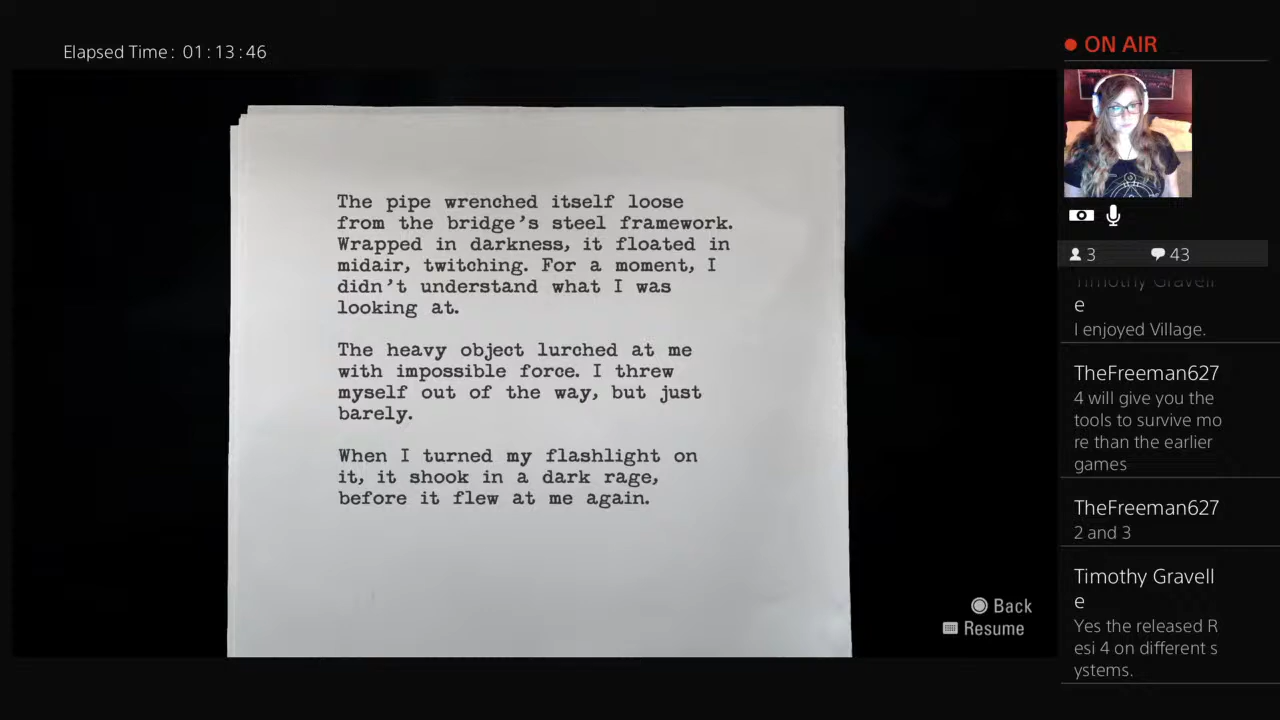 Elapsed Time: 01:13:46
The pipe wrenched itself loose
from the bridge's steel framework.
Wrapped in darkness, it floated in
midair, twitching. For a moment, I
didn't understand what I was
looking at.
The heavy object lurched at me
with impossible force. I threw
myself out of the way, but just
barely.
When I turned my flashlight on
it, it shook in a dark rage,
before it flew at me again.
Back
Resume
ON AIR
3 43
Timothy Gravell
e
I enjoyed Village.
TheFreeman627
4 will give you the
tools to survive mo
re than the earlier
games
TheFreeman627
2 and 3
Timothy Gravell
e
Yes the released R
esi 4 on different s
ystems.